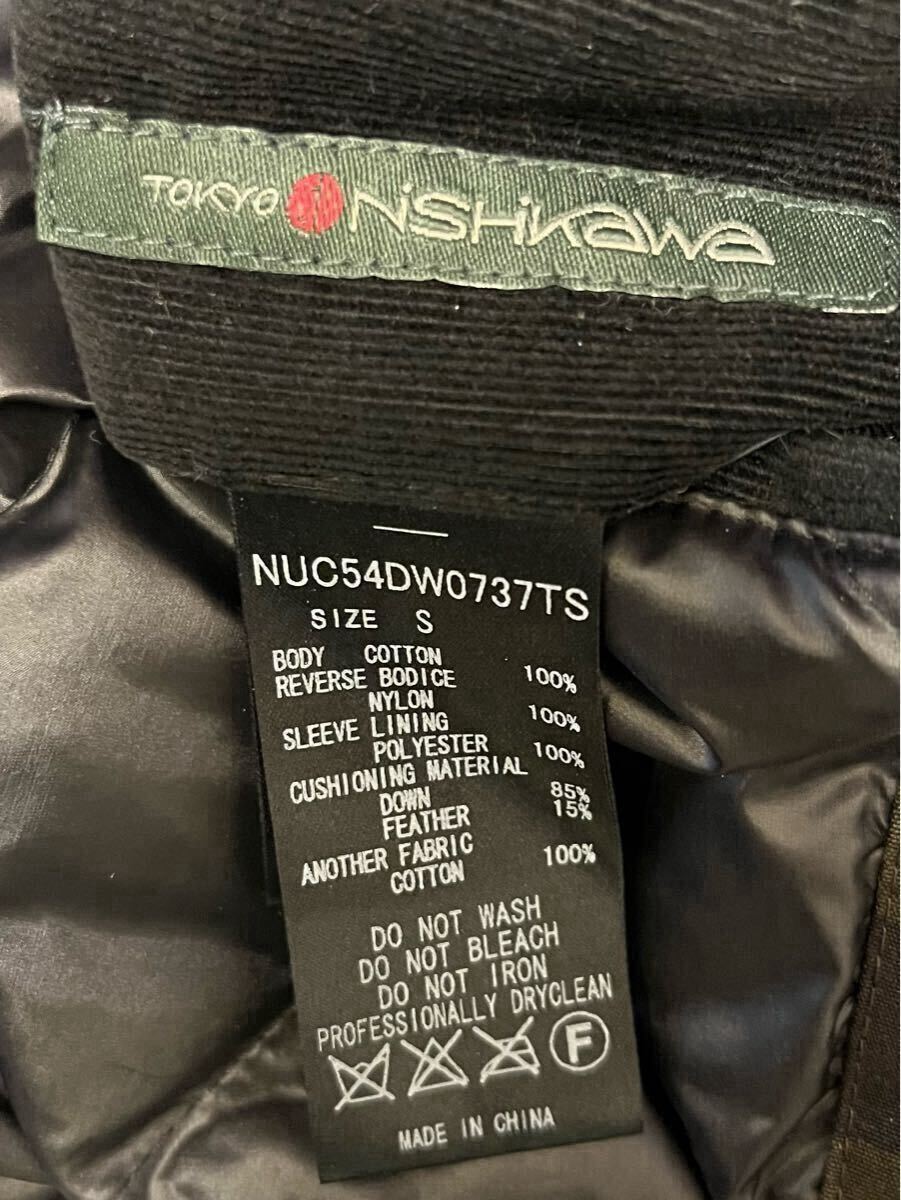 TOKYO NiSHiKaWa
NUC54DW0737TS
SIZE S
BODY COTTON 100%
REVERSE BODICE
NYLON 100%
SLEEVE LINING
POLYESTER 100%
CUSHIONING MATERIAL
DOWN 85%
FEATHER 15%
ANOTHER FABRIC
COTTON 100%
DO NOT WASH
DO NOT BLEACH
DO NOT IRON
PROFESSIONALLY DRYCLEAN
F
MADE IN CHINA